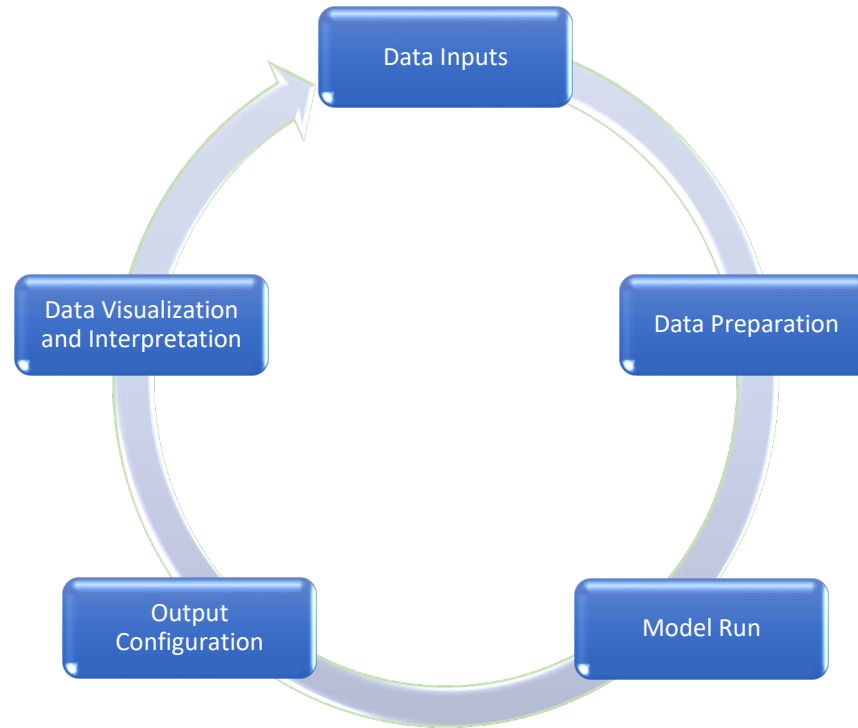 Data Inputs
Data Preparation
Model Run
Output
Configuration
Data Visualization
and Interpretation